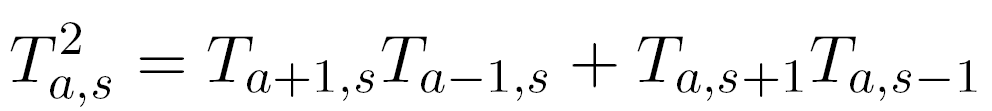 $T_{a,s}^2 = T_{a+1,s}T_{a-1,s} + T_{a,s+1}T_{a,s-1}$